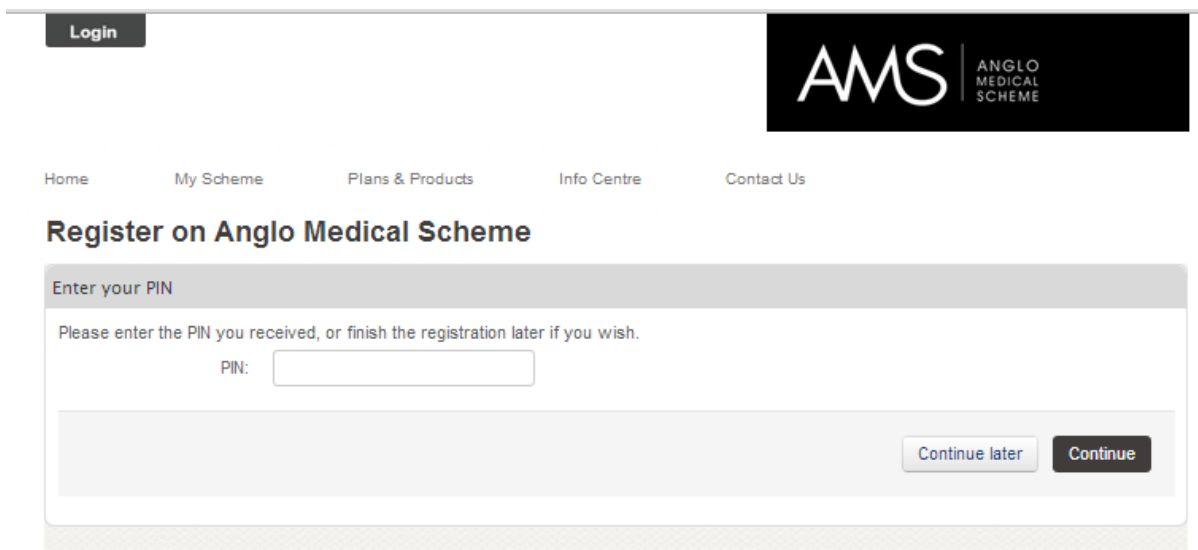 Login
AMS
ANGLO
MEDICAL
SCHEME
Home My Scheme Plans & Products Info Centre Contact Us
Register on Anglo Medical Scheme
Enter your PIN
Please enter the PIN you received, or finish the registration later if you wish.
PIN:
Continue later Continue